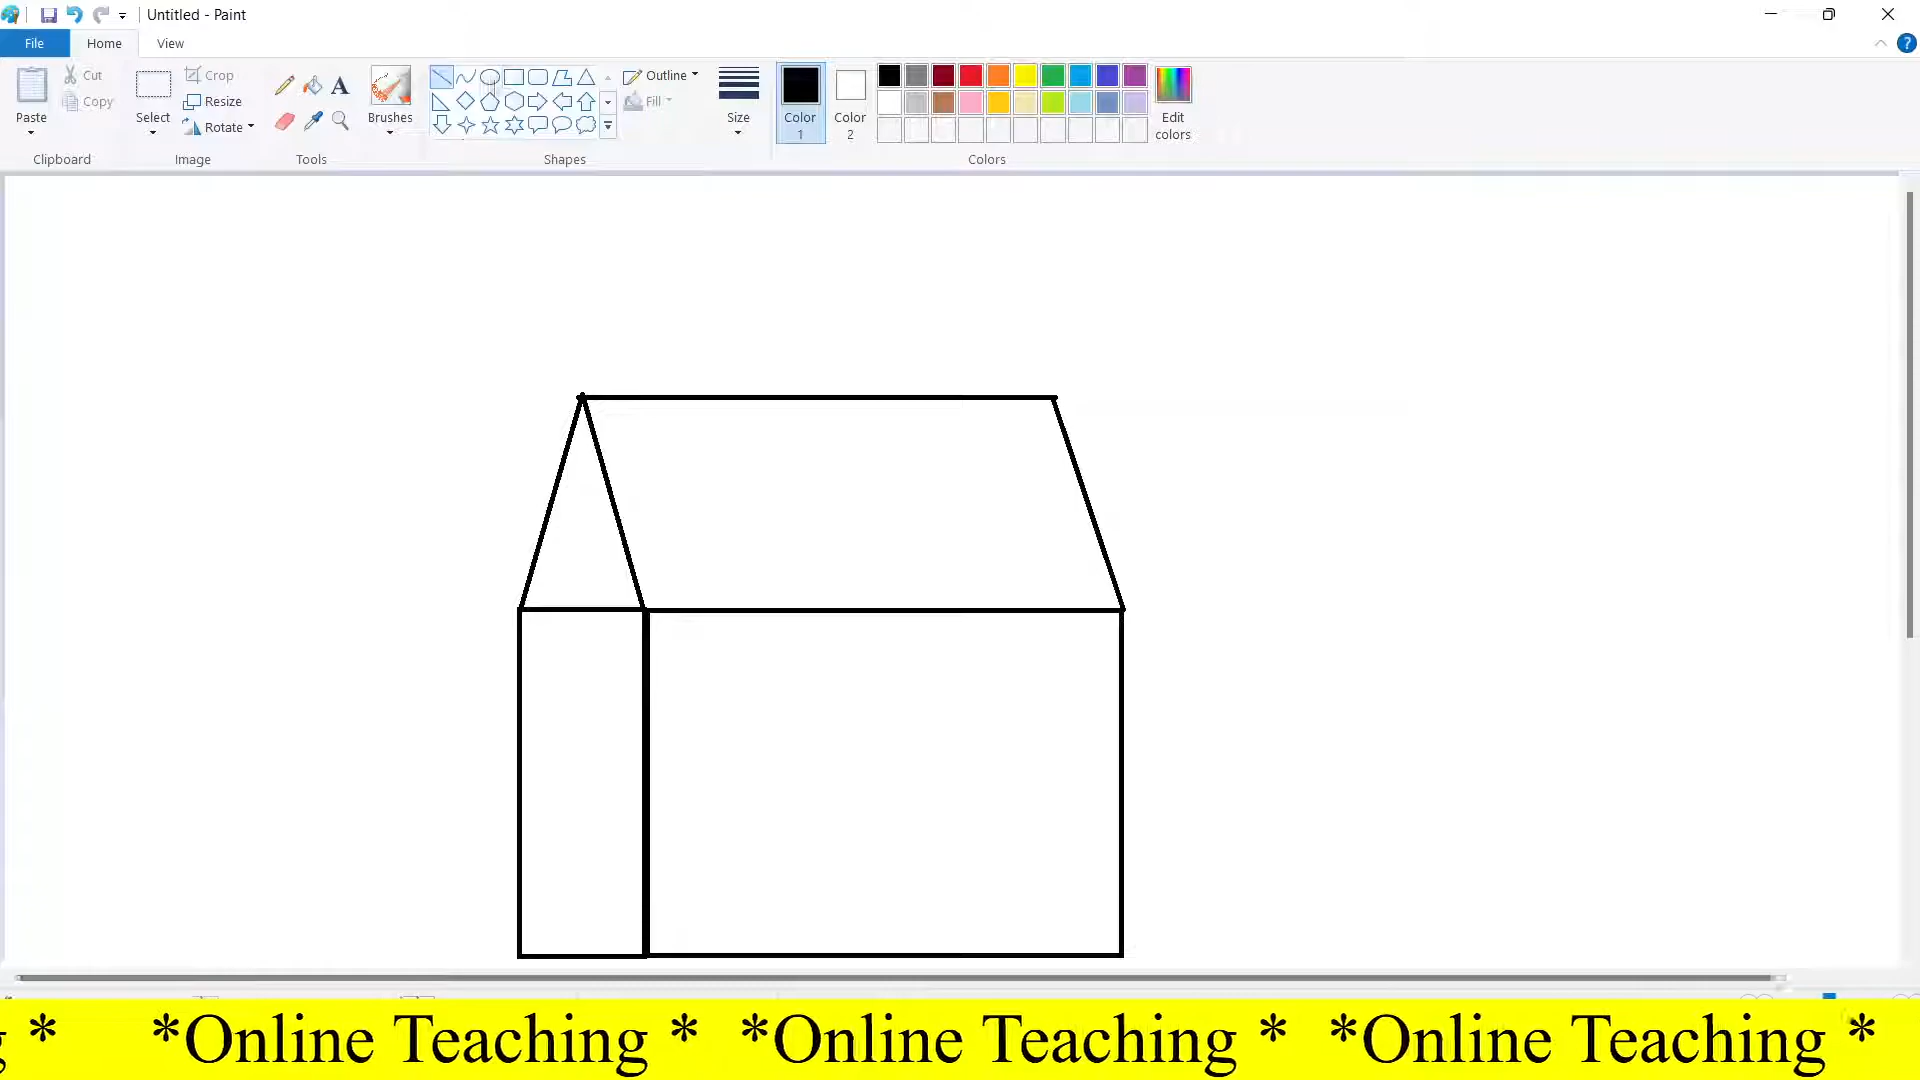 Untitled - Paint
File Home View
Paste
Cut
Copy
Select
Crop
Resize
Rotate
Brushes
Outline
Fill
Size
Color 1
Color 2
Edit colors
Clipboard Image Tools Shapes Colors
* *Online Teaching * *Online Teaching * *Online Teaching *